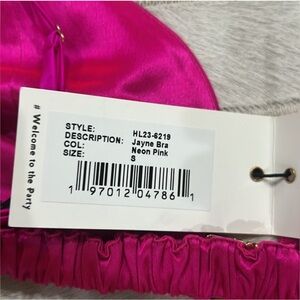 STYLE: HL23-6219
DESCRIPTION: Jayne Bra
COL: Neon Pink
SIZE: S
1 97012 04786 1
# Welcome to the Party